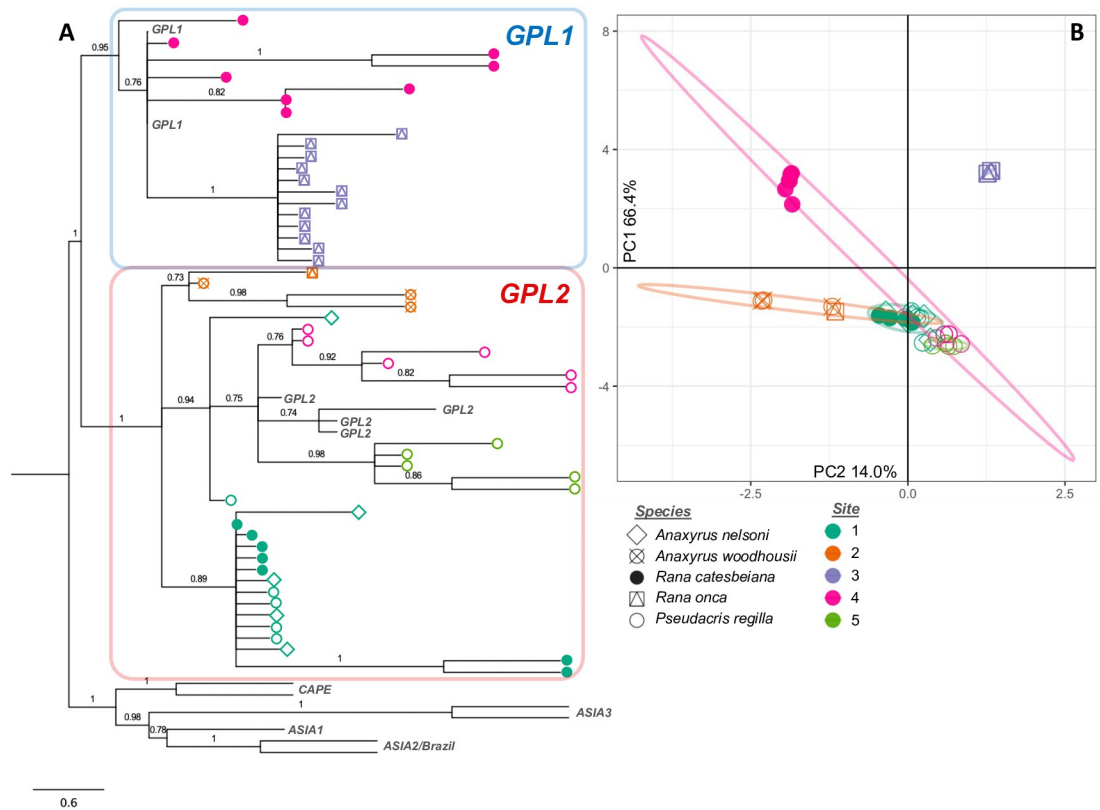 A
GPL1
GPL1
0.95
1
0.76
0.82
GPL1
1
1
GPL2
0.73
0.98
0.76
0.92
0.82
0.94
0.75
GPL2
GPL2
0.74
GPL2
GPL2
1
0.98
0.86
0.89
1
1
CAPE
1
1
ASIA3
0.98
0.78
ASIA1
1
ASIA2/Brazil
0.6
B
8
4
0
-4
PC1 66.4%
PC2 14.0%
-2.5
0.0
2.5
Species
Anaxyrus nelsoni
Anaxyrus woodhousii
Rana catesbeiana
Rana onca
Pseudacris regilla
Site
1
2
3
4
5